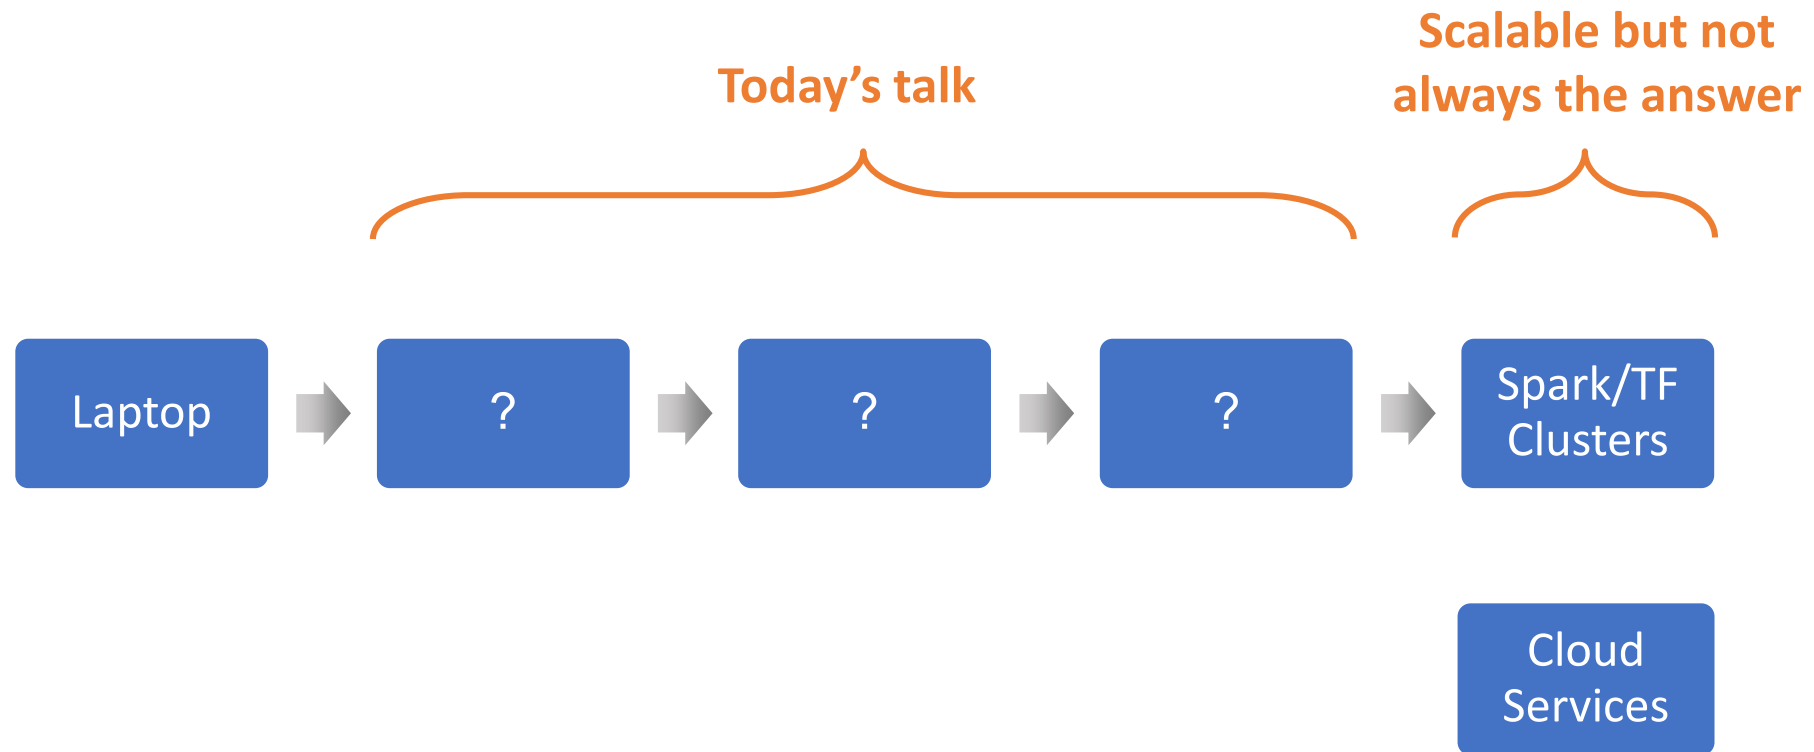 Scalable but not
always the answer
Today's talk
Laptop
?
?
?
Spark/TF
Clusters
Cloud
Services